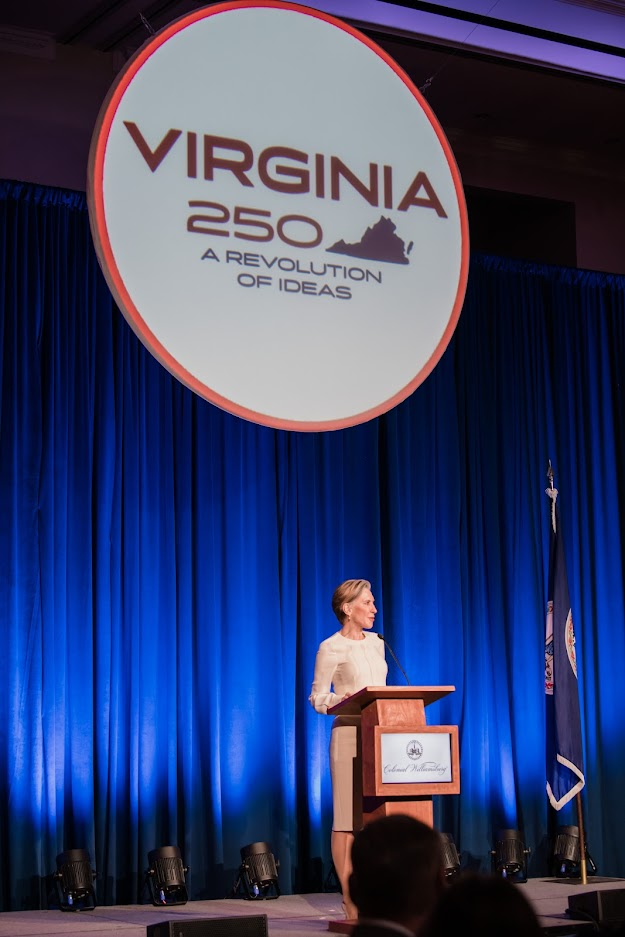 VIRGINIA
250
A REVOLUTION
OF IDEAS
Colonial Williamsburg